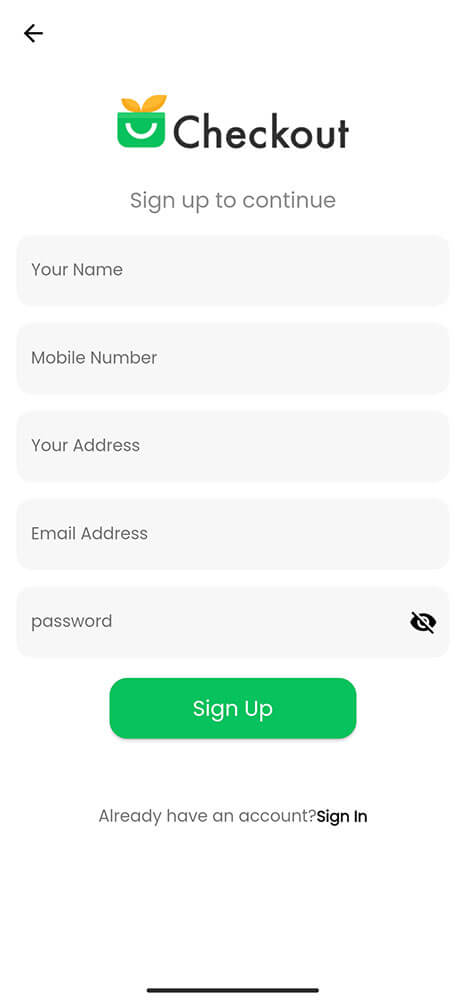 Checkout
Sign up to continue
Your Name
Mobile Number
Your Address
Email Address
password
Sign Up
Already have an account?Sign In